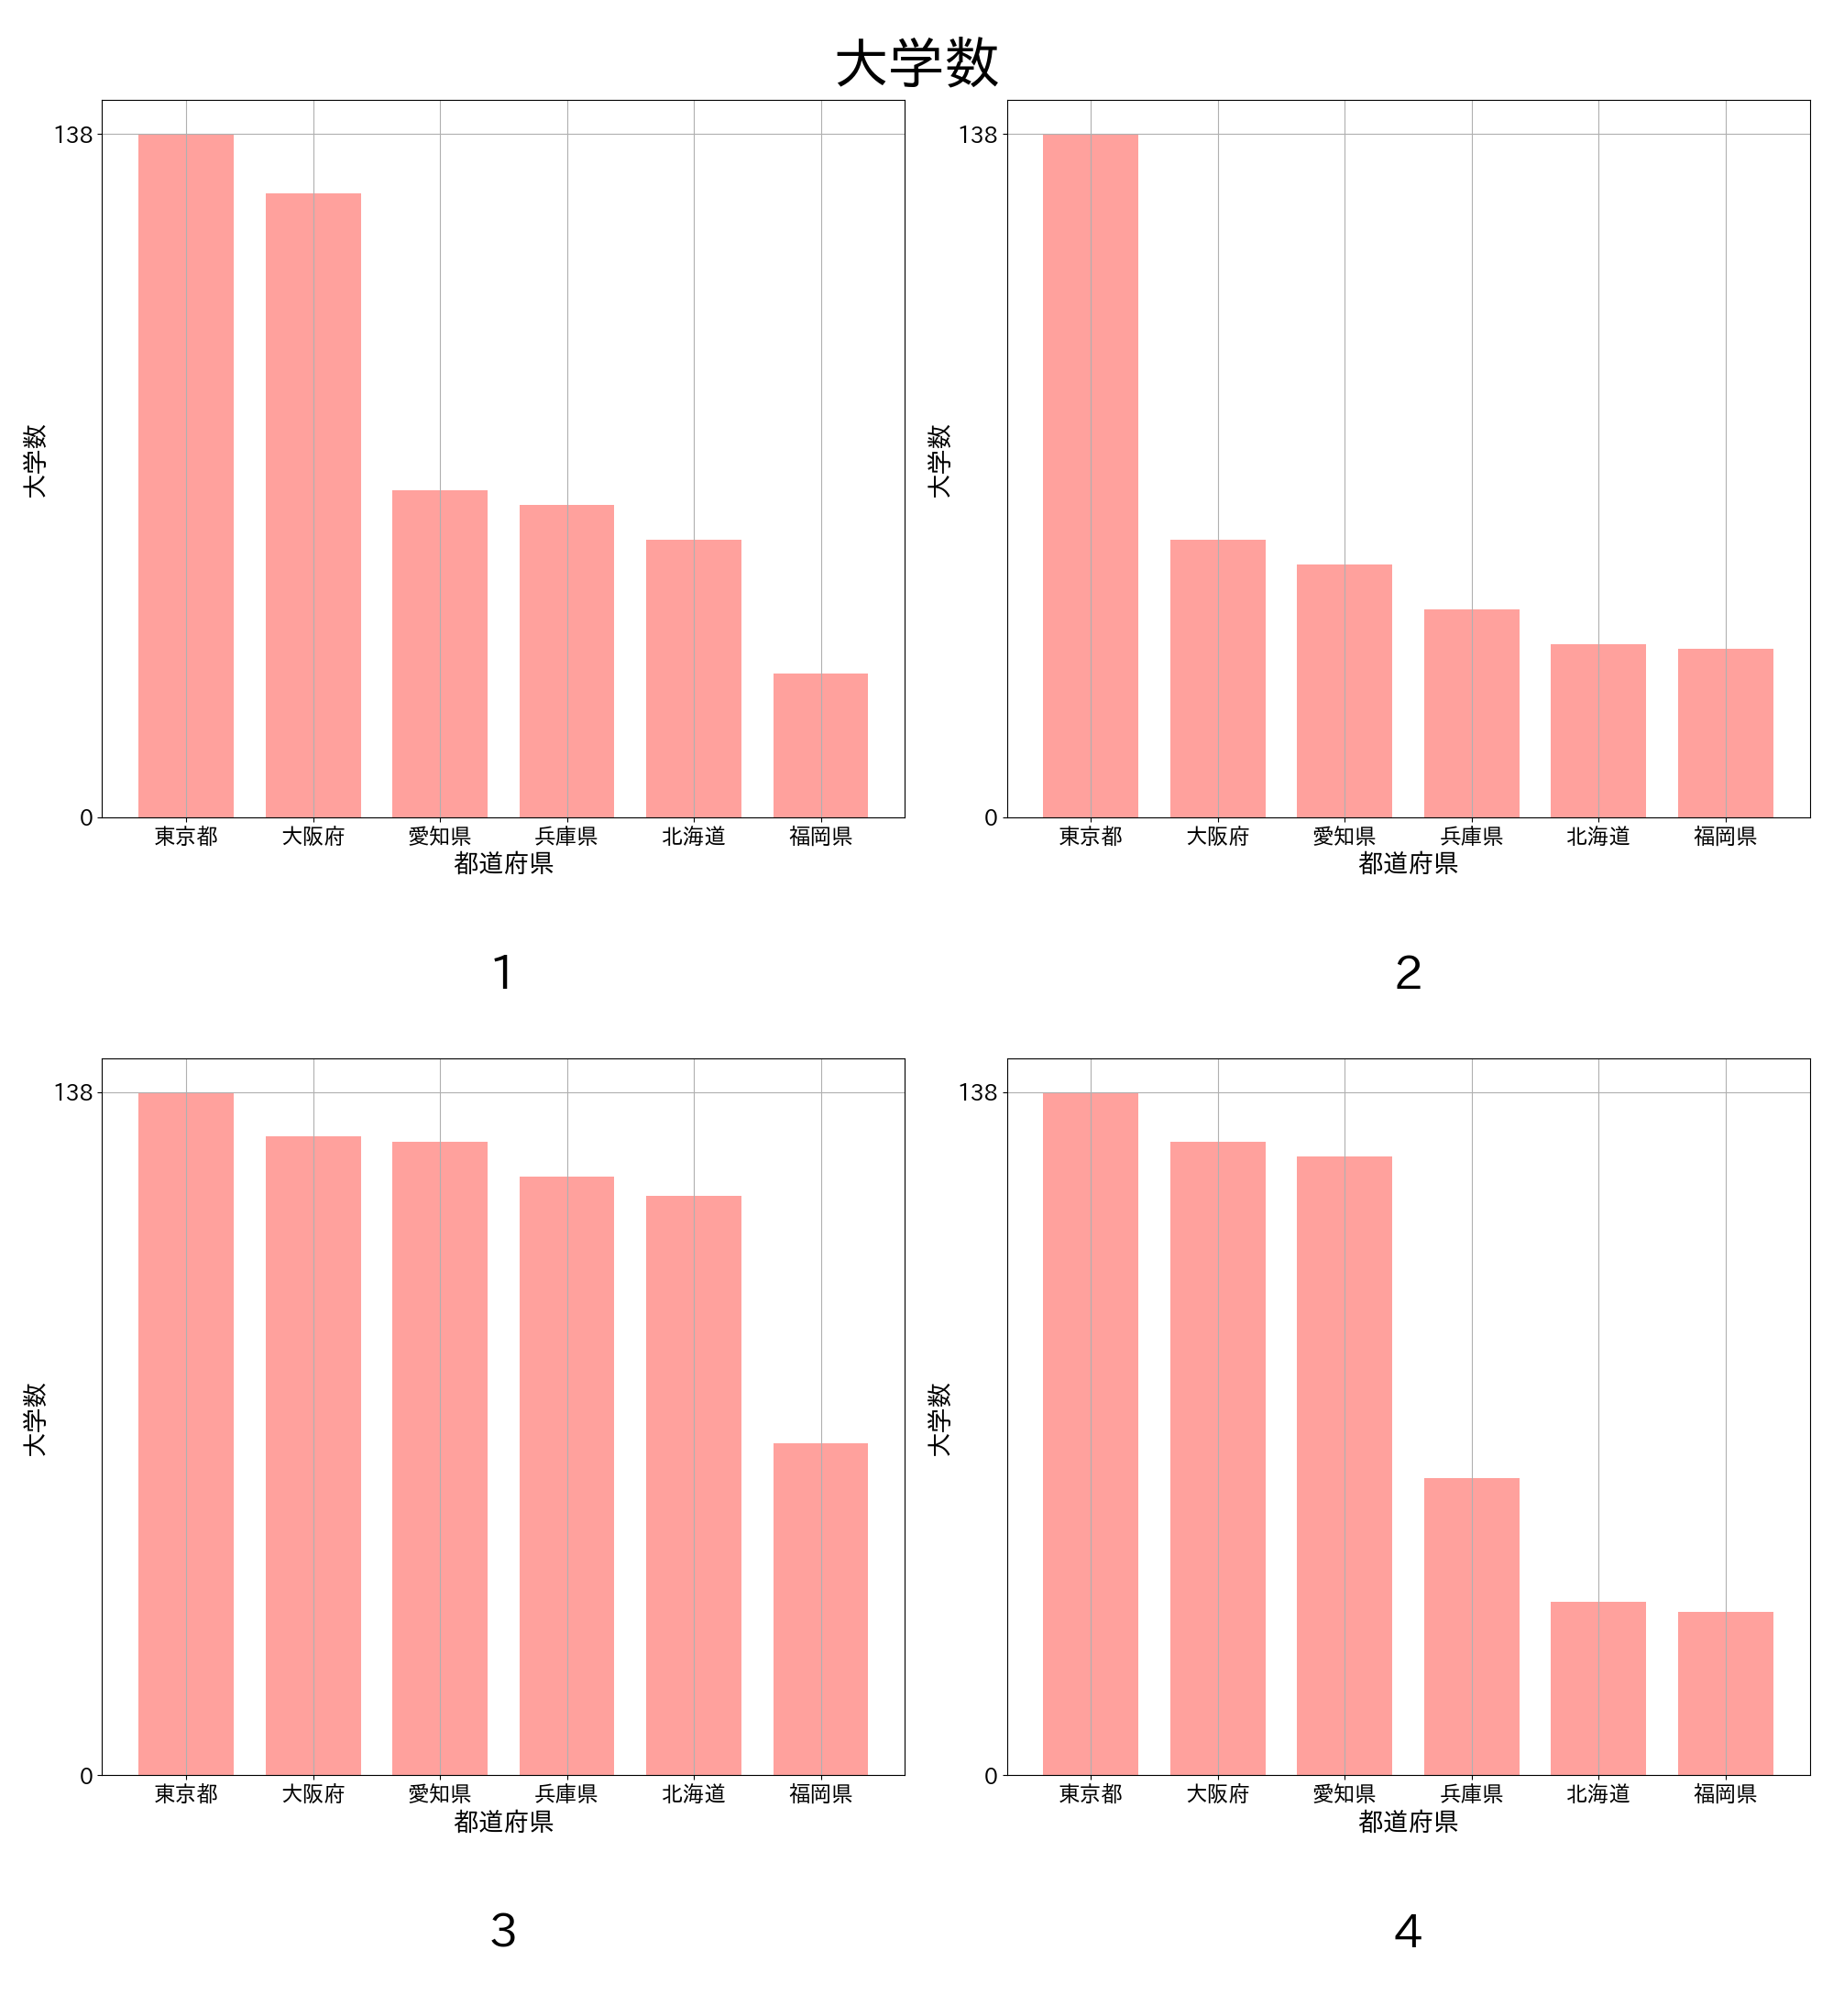 大学数
138
0
大学数
東京都 大阪府 愛知県 兵庫県 北海道 福岡県
都道府県
1
138
0
大学数
東京都 大阪府 愛知県 兵庫県 北海道 福岡県
都道府県
2
138
0
大学数
東京都 大阪府 愛知県 兵庫県 北海道 福岡県
都道府県
3
138
0
大学数
東京都 大阪府 愛知県 兵庫県 北海道 福岡県
都道府県
4